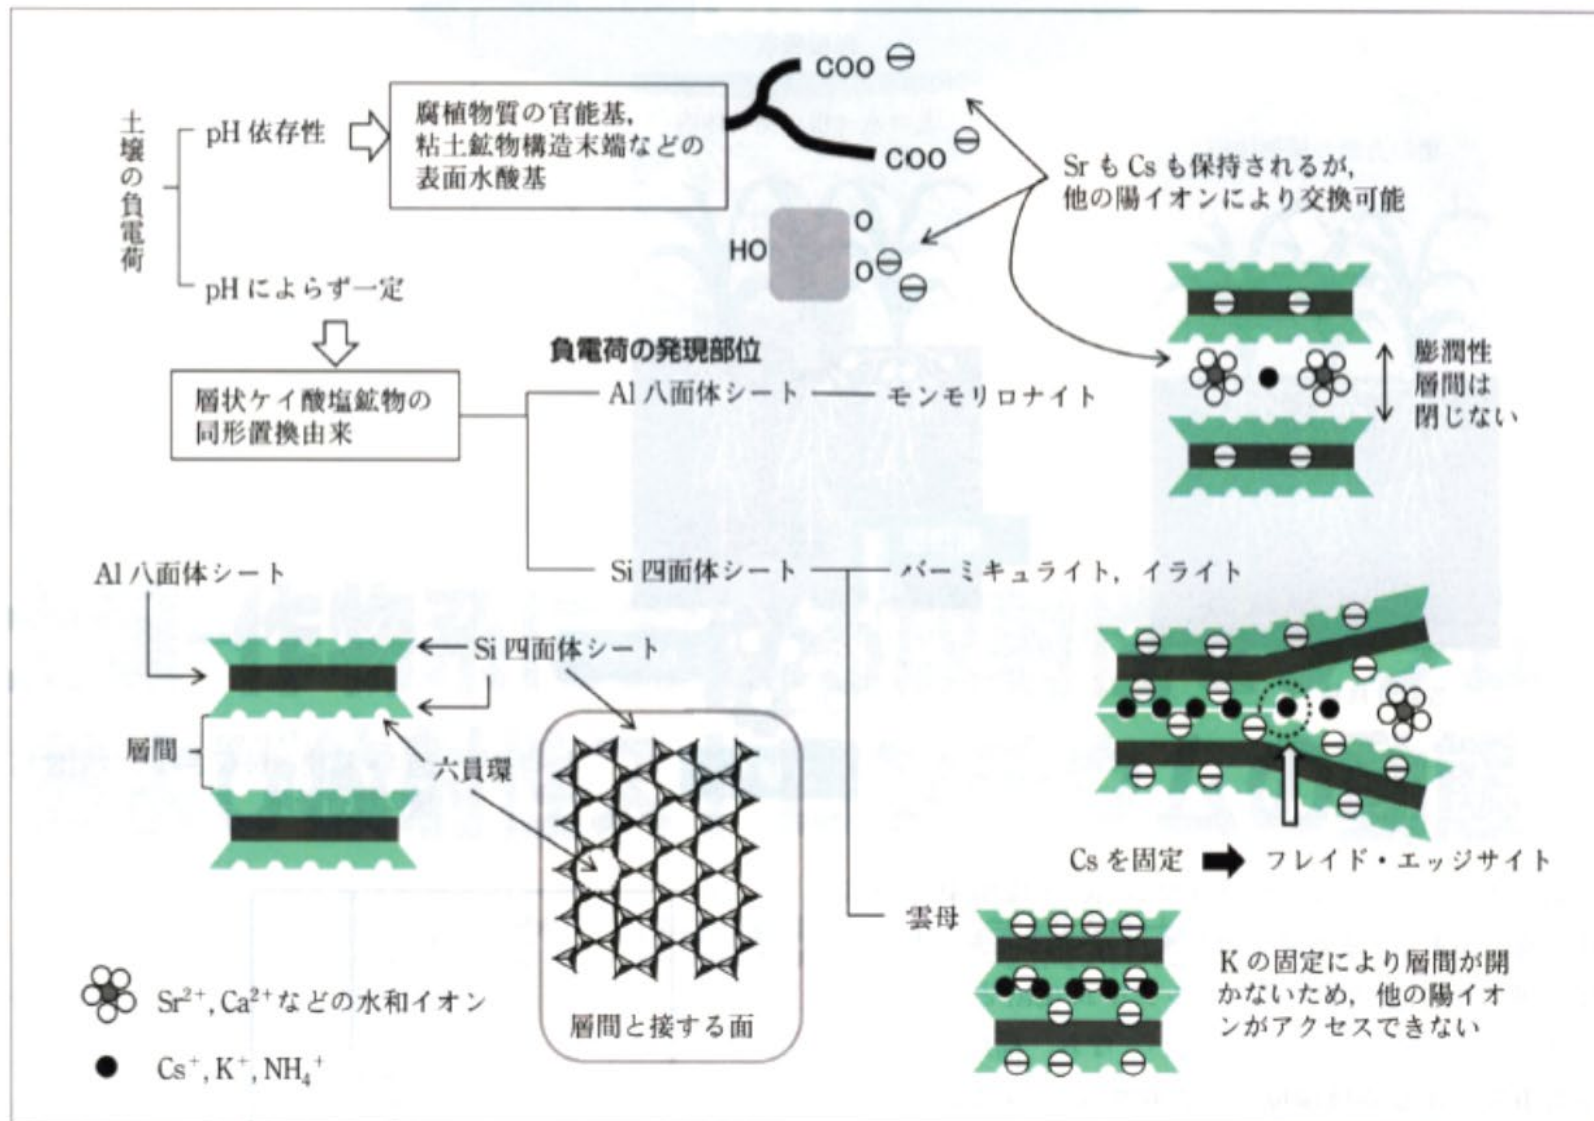 土壌の負電荷
pH 依存性
腐植物質の官能基,
粘土鉱物構造末端などの
表面水酸基
COO ⊖
COO ⊖
HO
O
O ⊖
⊖
Sr も Cs も保持されるが,
他の陽イオンにより交換可能
pH によらず一定
層状ケイ酸塩鉱物の
同形置換由来
負電荷の発現部位
Al 八面体シート
モンモリロナイト
膨潤性
層間は
閉じない
Si 四面体シート
バーミキュライト, イライト
Al 八面体シート
Si 四面体シート
層間
六員環
層間と接する面
Cs を固定
フレイド・エッジサイト
雲母
K の固定により層間が開
かないため, 他の陽イオ
ンがアクセスできない
Sr²⁺, Ca²⁺などの水和イオン
Cs⁺, K⁺, NH₄⁺